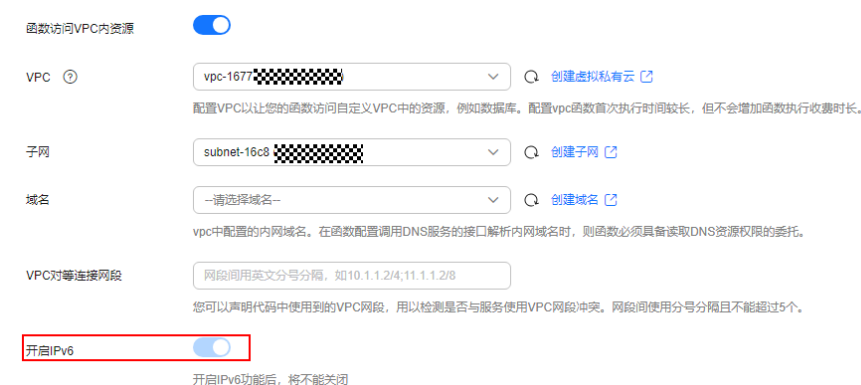 函数访问VPC内资源
VPC ? vpc-1677 创建虚拟私有云
配置VPC以让您的函数访问自定义VPC中的资源，例如数据库。配置vpc函数首次执行时间较长，但不会增加函数执行收费时长。
子网 subnet-16c8 创建子网
域名 --请选择域名-- 创建域名
vpc中配置的内网域名。在函数配置调用DNS服务的接口解析内网域名时，则函数必须具备读取DNS资源权限的委托。
VPC对等连接网段 网段间用英文分号分隔，如10.1.1.2/4;11.1.1.2/8
您可以声明代码中使用到的VPC网段，用以检测是否与服务使用VPC网段冲突。网段间使用分号分隔且不能超过5个。
开启IPv6
开启IPv6功能后，将不能关闭